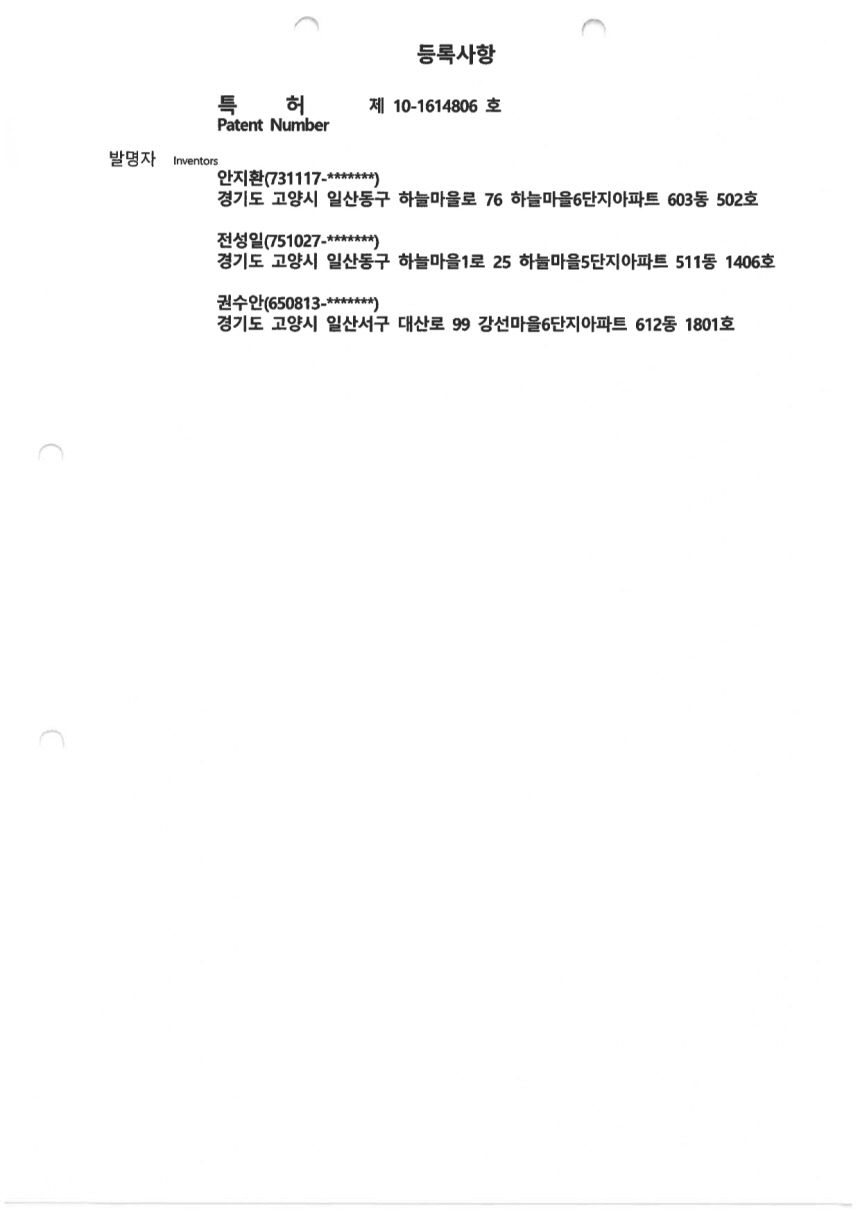 등록사항
특 허 제 10-1614806 호
Patent Number
발명자 Inventors
안지환(731117-*******)
경기도 고양시 일산동구 하늘마을로 76 하늘마을6단지아파트 603동 502호
전성일(751027-*******)
경기도 고양시 일산동구 하늘마을1로 25 하늘마을5단지아파트 511동 1406호
권수안(650813-*******)
경기도 고양시 일산서구 대산로 99 강선마을6단지아파트 612동 1801호